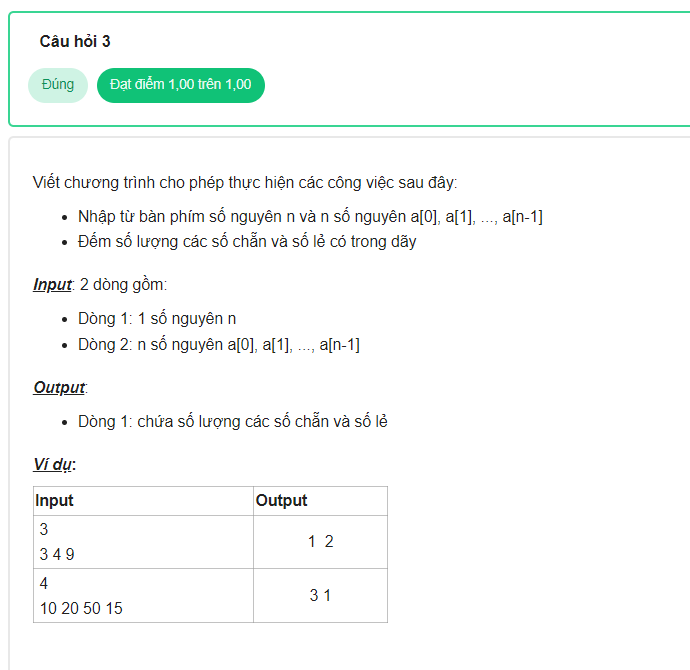 Câu hỏi 3
Đúng
Đạt điểm 1,00 trên 1,00
Viết chương trình cho phép thực hiện các công việc sau đây:
• Nhập từ bàn phím số nguyên n và n số nguyên a[0], a[1], ..., a[n-1]
• Đếm số lượng các số chẵn và số lẻ có trong dãy
Input: 2 dòng gồm:
• Dòng 1: 1 số nguyên n
• Dòng 2: n số nguyên a[0], a[1], ..., a[n-1]
Output:
• Dòng 1: chứa số lượng các số chẵn và số lẻ
Ví dụ:
Input Output
3
3 4 9
1 2
4
10 20 50 15
3 1